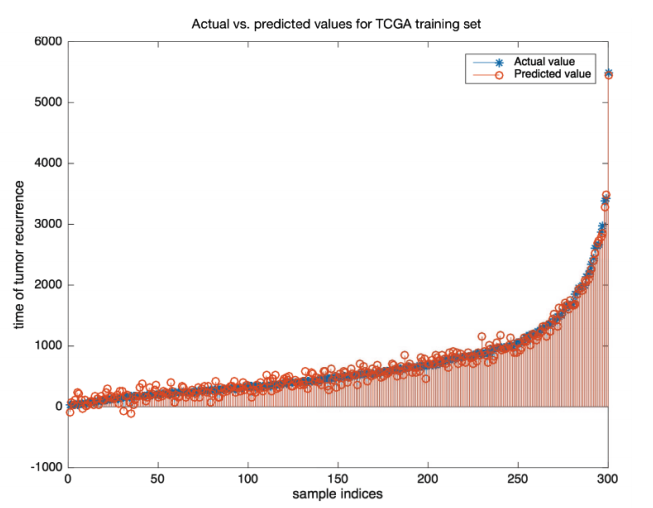 Actual vs. predicted values for TCGA training set
6000
5000
4000
3000
2000
1000
0
-1000
time of tumor recurrence
Actual value
Predicted value
0 50 100 150 200 250 300
sample indices